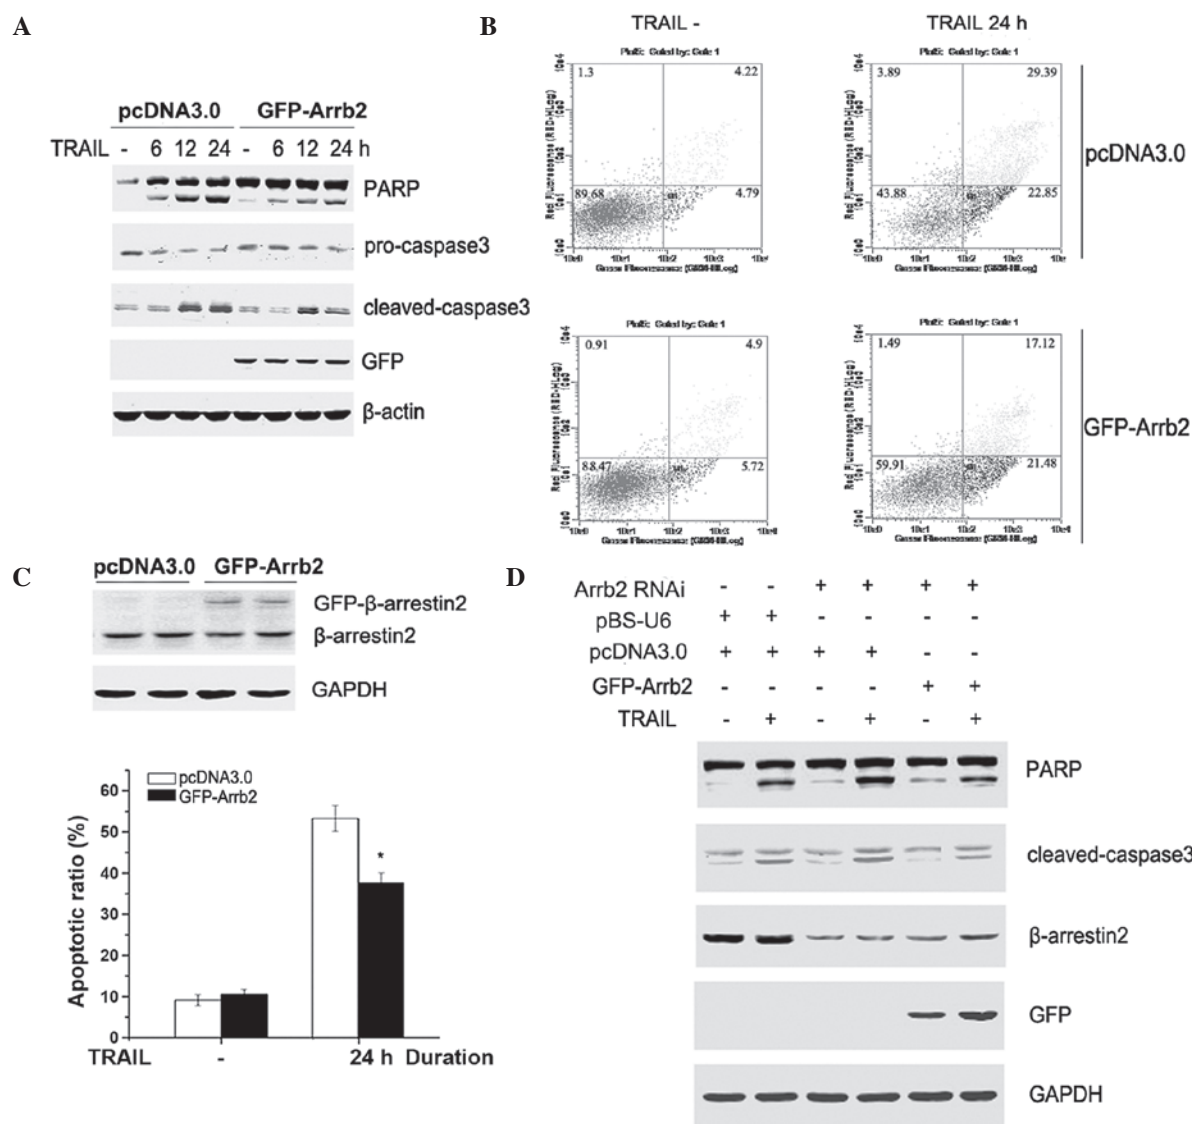 A
pcDNA3.0 GFP-Arrb2
TRAIL - 6 12 24 - 6 12 24 h
PARP
pro-caspase3
cleaved-caspase3
GFP
β-actin
B
TRAIL - TRAIL 24 h
1.3 4.22
89.68 4.79
3.89 29.39
43.88 22.85
pcDNA3.0
0.91 4.9
88.47 5.72
1.49 17.12
59.91 21.48
GFP-Arrb2
C
pcDNA3.0 GFP-Arrb2
GFP-β-arrestin2
β-arrestin2
GAPDH
pcDNA3.0
GFP-Arrb2
Apoptotic ratio (%)
60
50
40
30
20
10
0
*
TRAIL - 24 h Duration
D
Arrb2 RNAi - - + + + +
pBS-U6 + + - - - -
pcDNA3.0 + + + + - -
GFP-Arrb2 - - - - + +
TRAIL - + - + - +
PARP
cleaved-caspase3
β-arrestin2
GFP
GAPDH